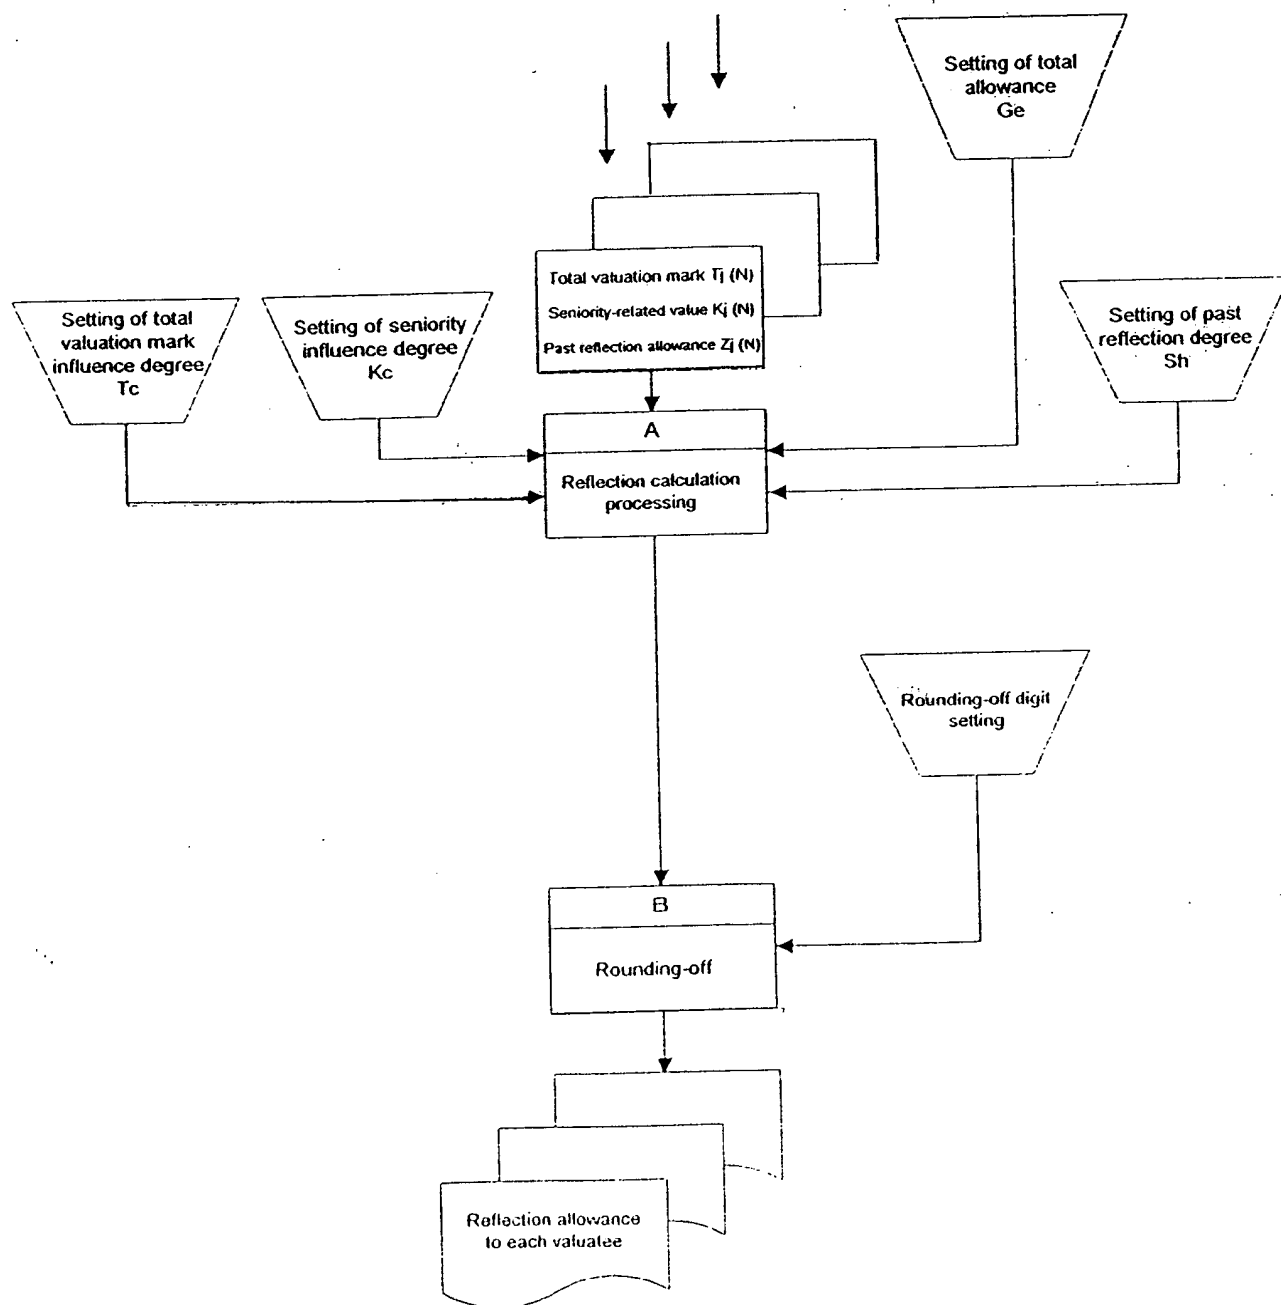 Setting of total
allowance
Ge
Total valuation mark Tj (N)
Seniority-related value Kj (N)
Past reflection allowance Zj (N)
Setting of total
valuation mark
influence degree
Tc
Setting of seniority
influence degree
Kc
Setting of past
reflection degree
Sh
A
Reflection calculation
processing
Rounding-off digit
setting
B
Rounding-off
Reflection allowance
to each valuatee